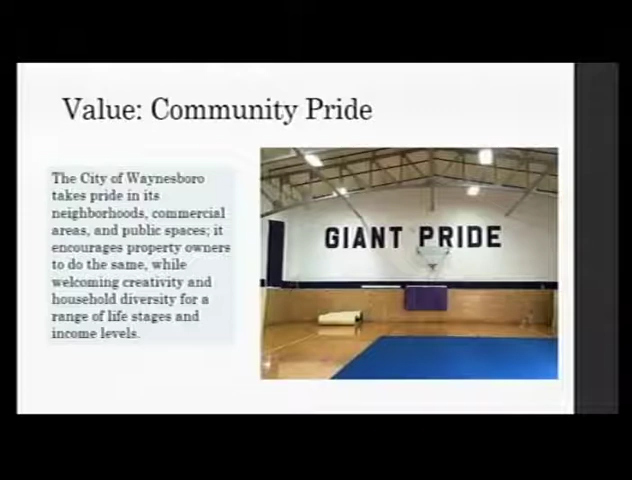 Value: Community Pride
The City of Waynesboro
takes pride in its
neighborhoods, commercial
areas, and public spaces; it
encourages property owners
to do the same, while
welcoming creativity and
household diversity for a
range of life stages and
income levels.
GIANT PRIDE